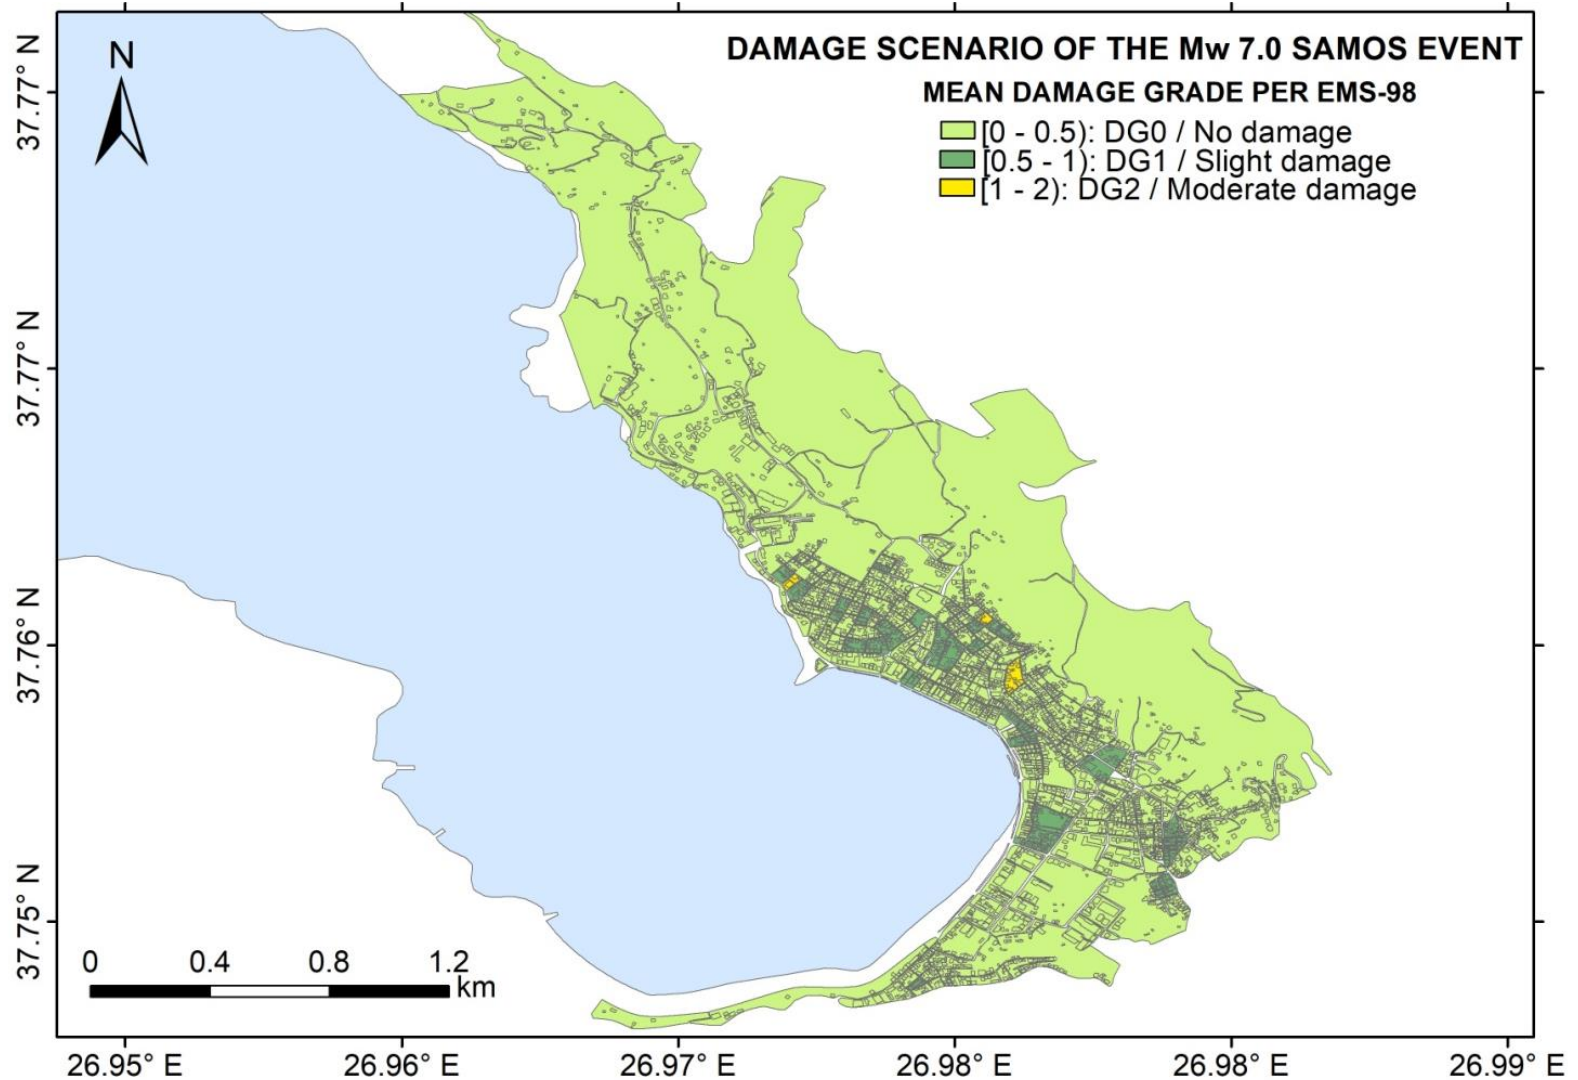 DAMAGE SCENARIO OF THE Mw 7.0 SAMOS EVENT
MEAN DAMAGE GRADE PER EMS-98
[0 - 0.5): DG0 / No damage
[0.5 - 1): DG1 / Slight damage
[1 - 2): DG2 / Moderate damage
N
37.77° N
37.77° N
37.76° N
37.75° N
0 0.4 0.8 1.2
km
26.95° E 26.96° E 26.97° E 26.98° E 26.98° E 26.99° E